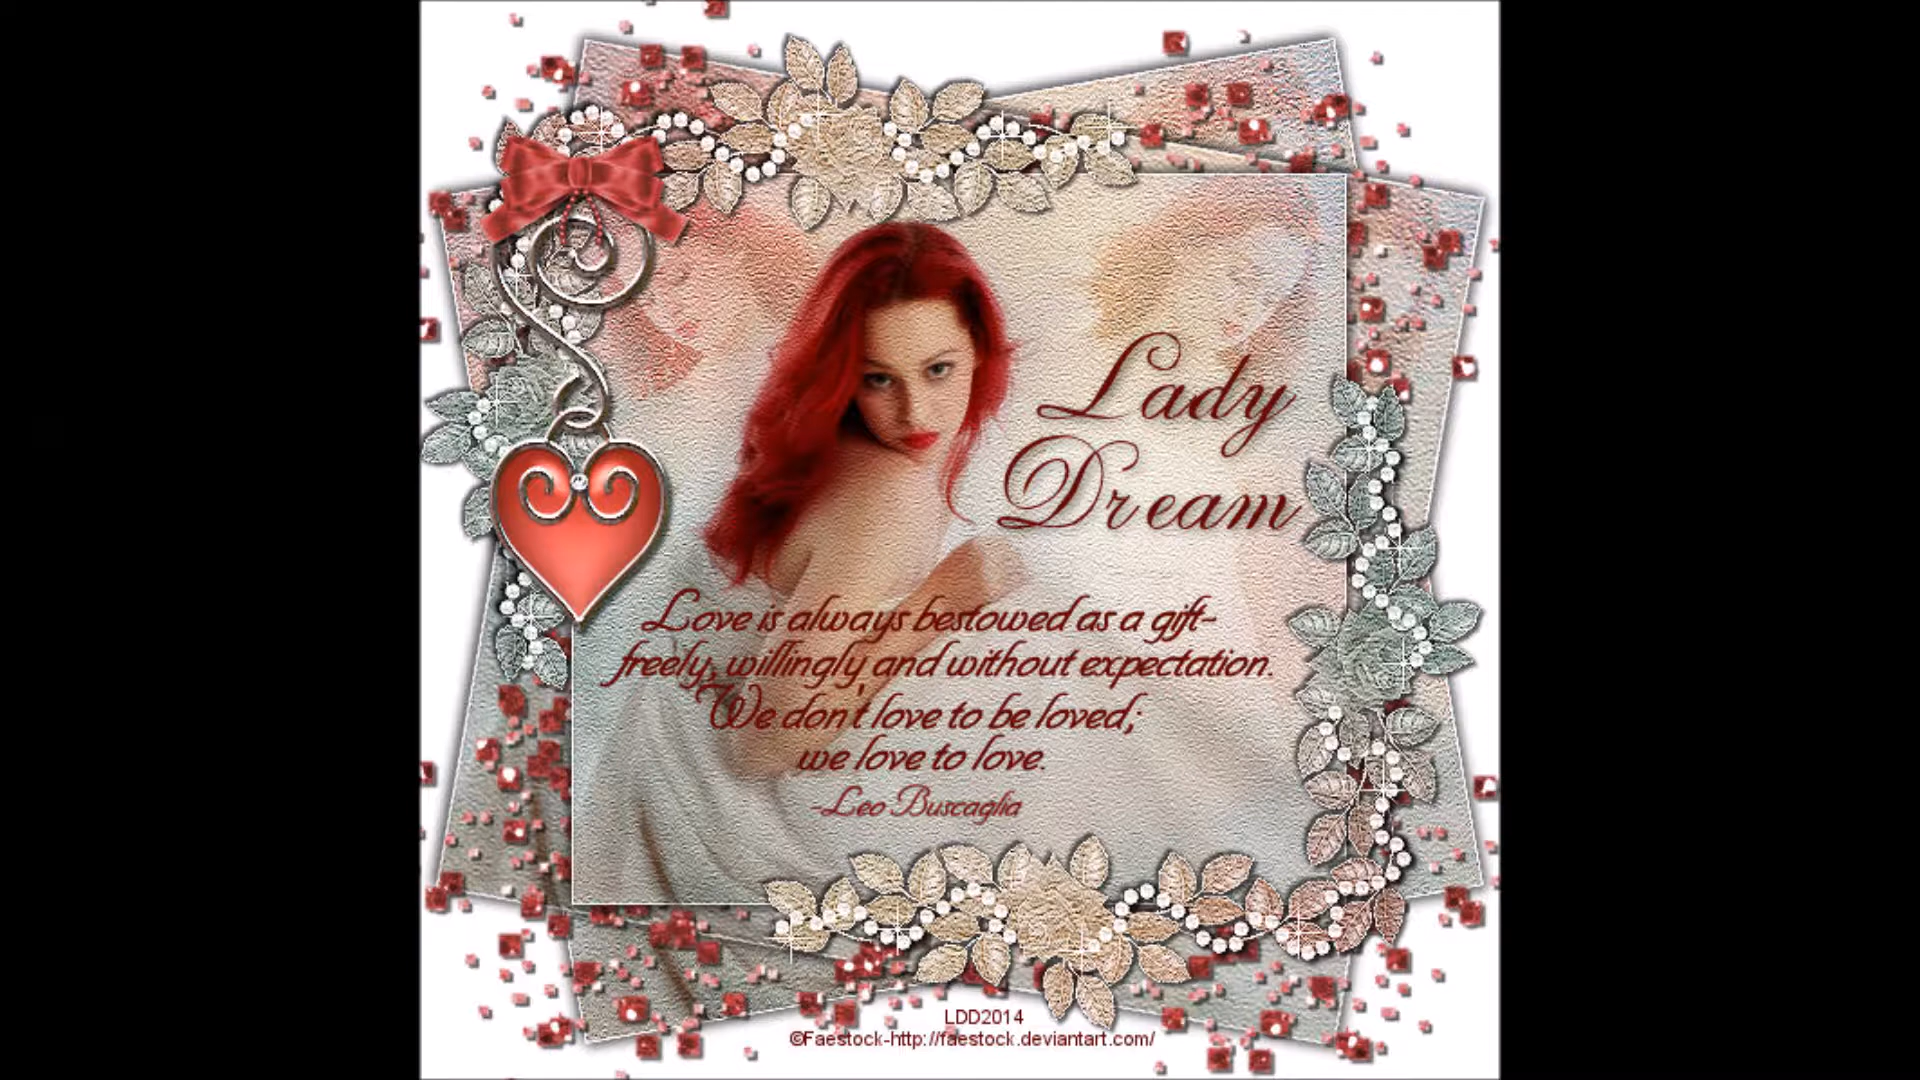 Lady
Dream
Love is always bestowed as a gift-
freely, willingly and without expectation.
We don't love to be loved;
we love to love.
-Leo Buscaglia
LDD2014
©Faestock-http://faestock.deviantart.com/